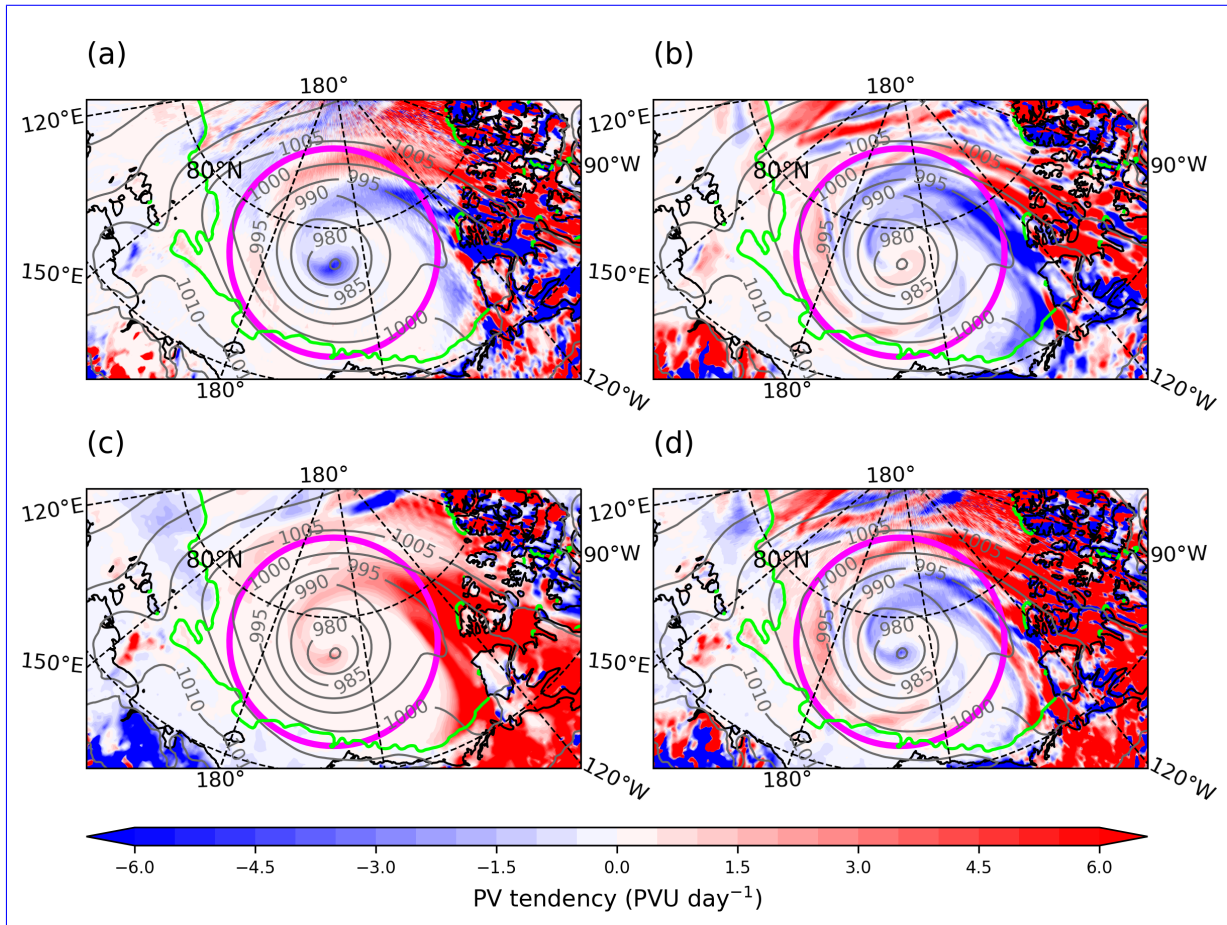 (a) (b)
180° 180°
120°E 120°E
1005 1005
80°N 1005 90°W 80°N 1005 90°W
1000 995 1000 995
990 990
995 980 995 980
150°E 150°E
985 985
1010 1000 1010 1000
180° 120°W 180° 120°W
(c) (d)
180° 180°
120°E 120°E
1005 1005
80°N 1005 90°W 80°N 1005 90°W
1000 995 1000 995
990 990
995 980 995 980
150°E 150°E
985 985
1010 1000 1010 1000
180° 120°W 180° 120°W
−6.0 −4.5 −3.0 −1.5 0.0 1.5 3.0 4.5 6.0
PV tendency (PVU day⁻¹)